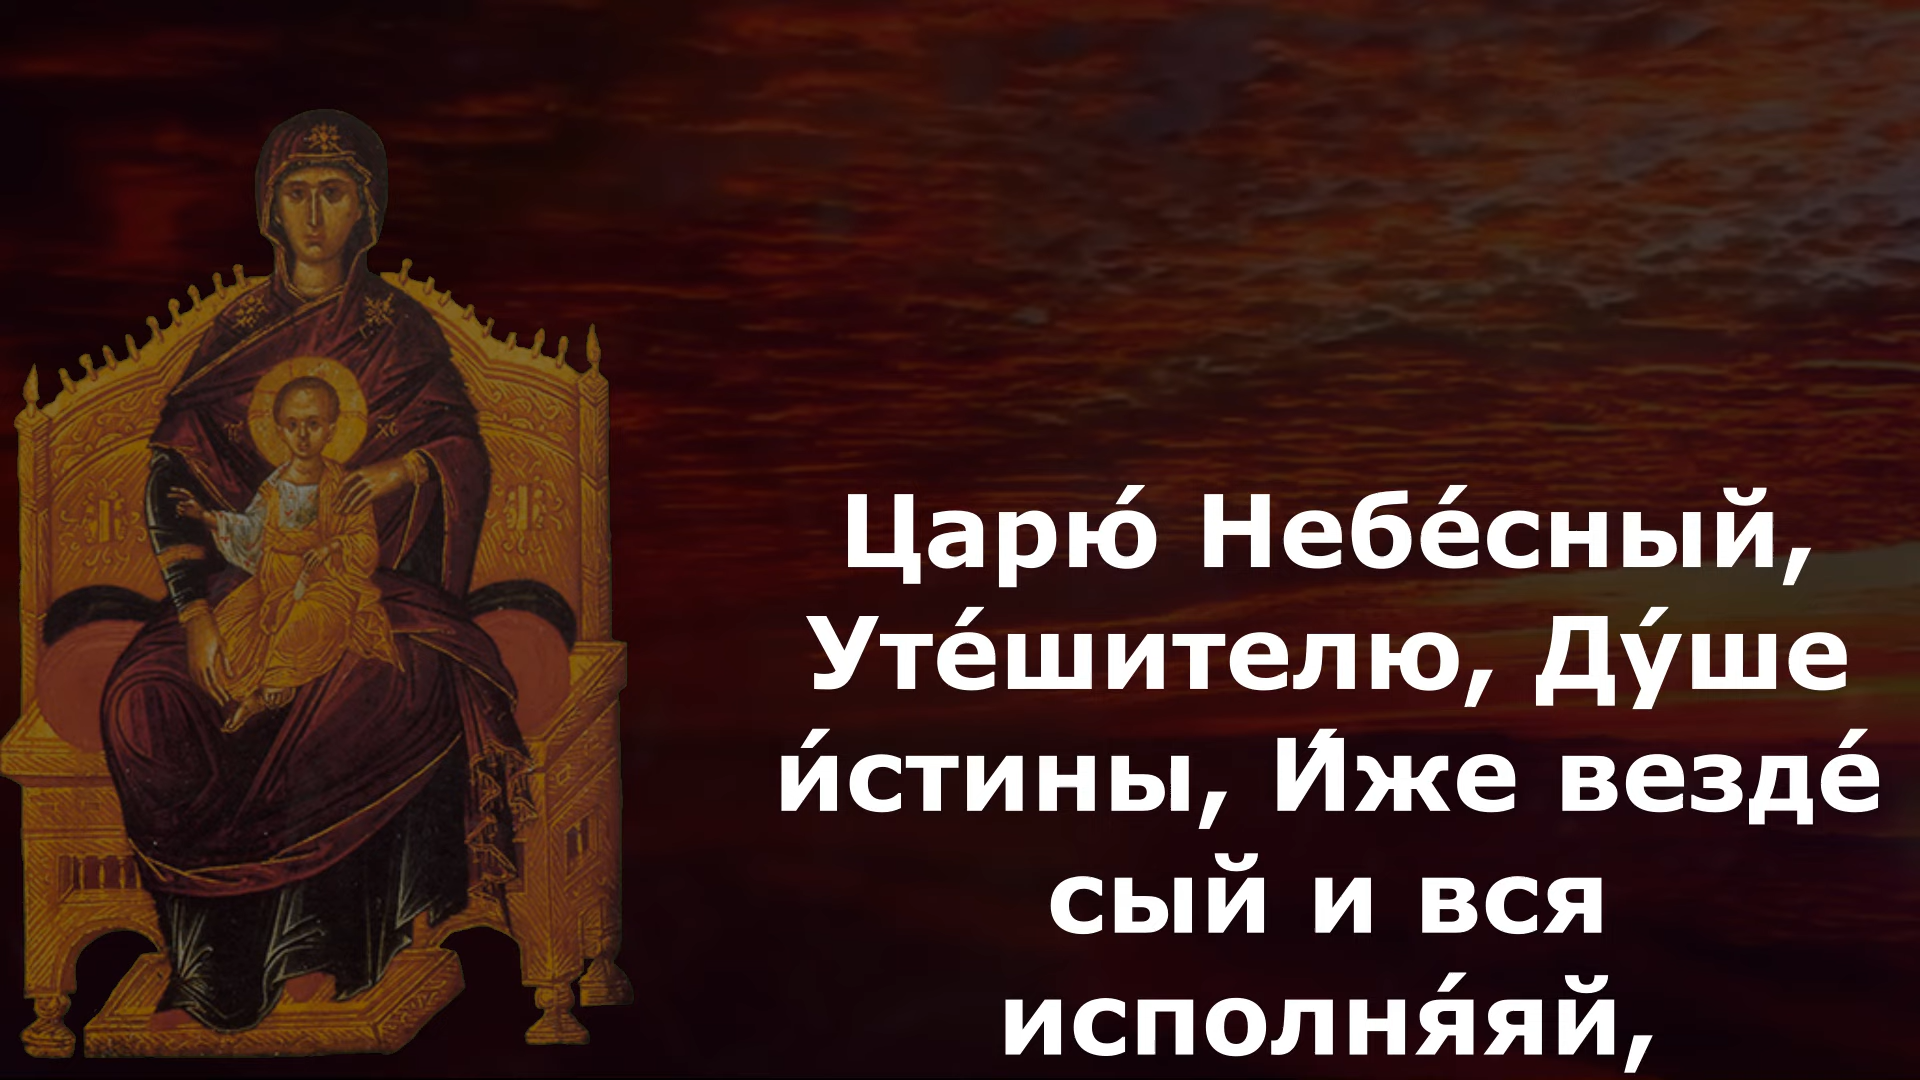 Царю́ Небе́сный,
Уте́шителю, Ду́ше
и́стины, И́же везде́
сый и вся
исполня́яй,